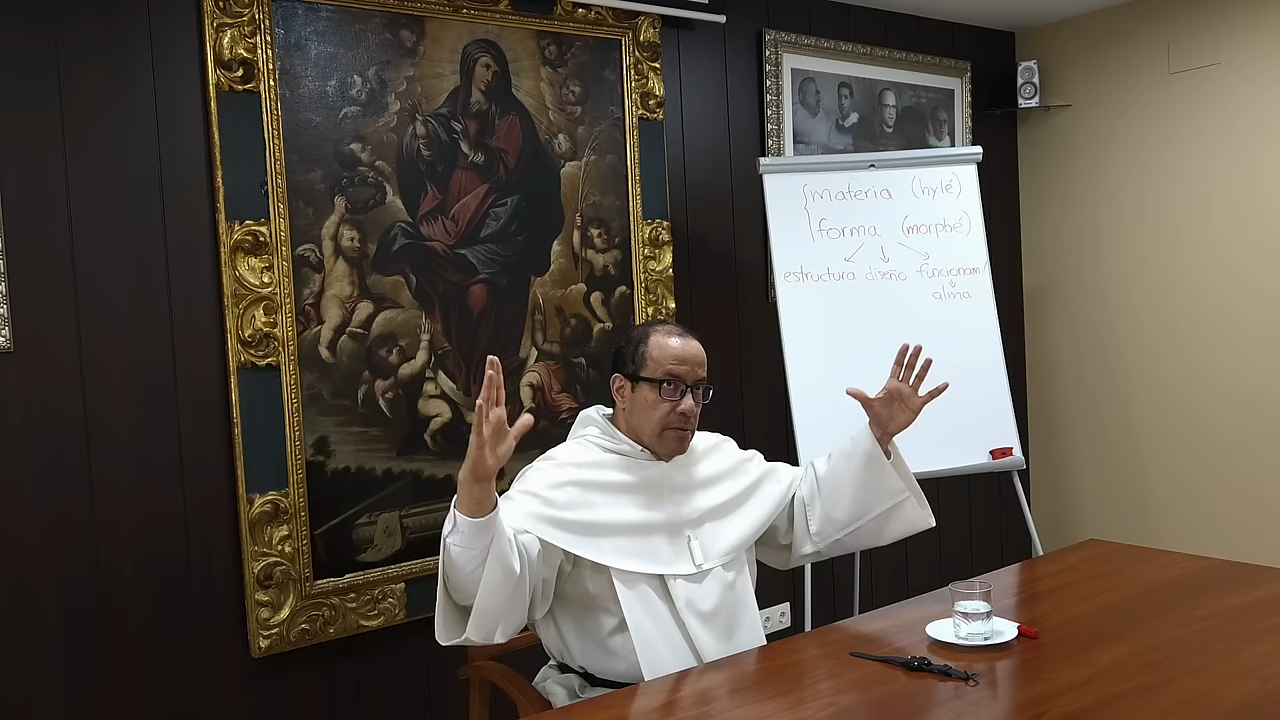 materia (hylé)
forma (morphé)
estructura diseño funcionam/
alma